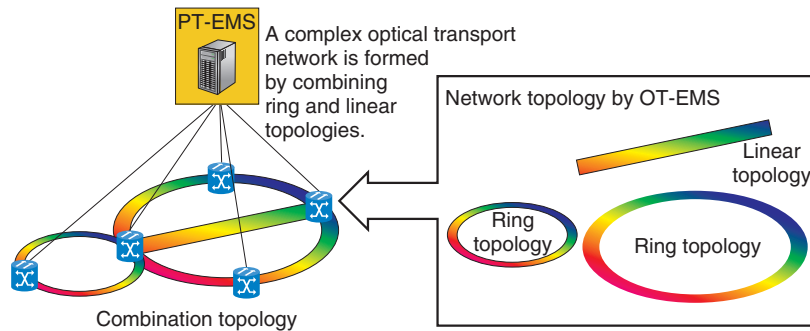 PT-EMS
A complex optical transport
network is formed
by combining
ring and linear
topologies.
Network topology by OT-EMS
Linear
topology
Ring
topology
Ring topology
Combination topology